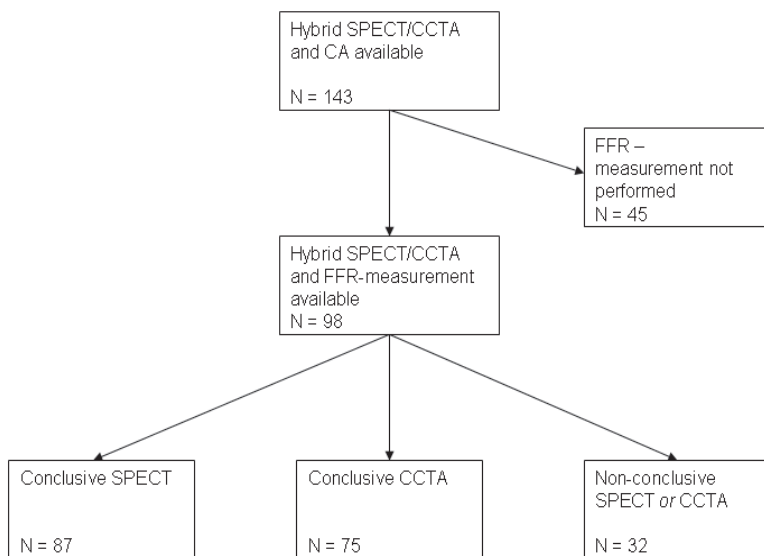 Hybrid SPECT/CCTA
and CA available
N = 143
FFR –
measurement not
performed
N = 45
Hybrid SPECT/CCTA
and FFR-measurement
available
N = 98
Conclusive SPECT
N = 87
Conclusive CCTA
N = 75
Non-conclusive
SPECT or CCTA
N = 32